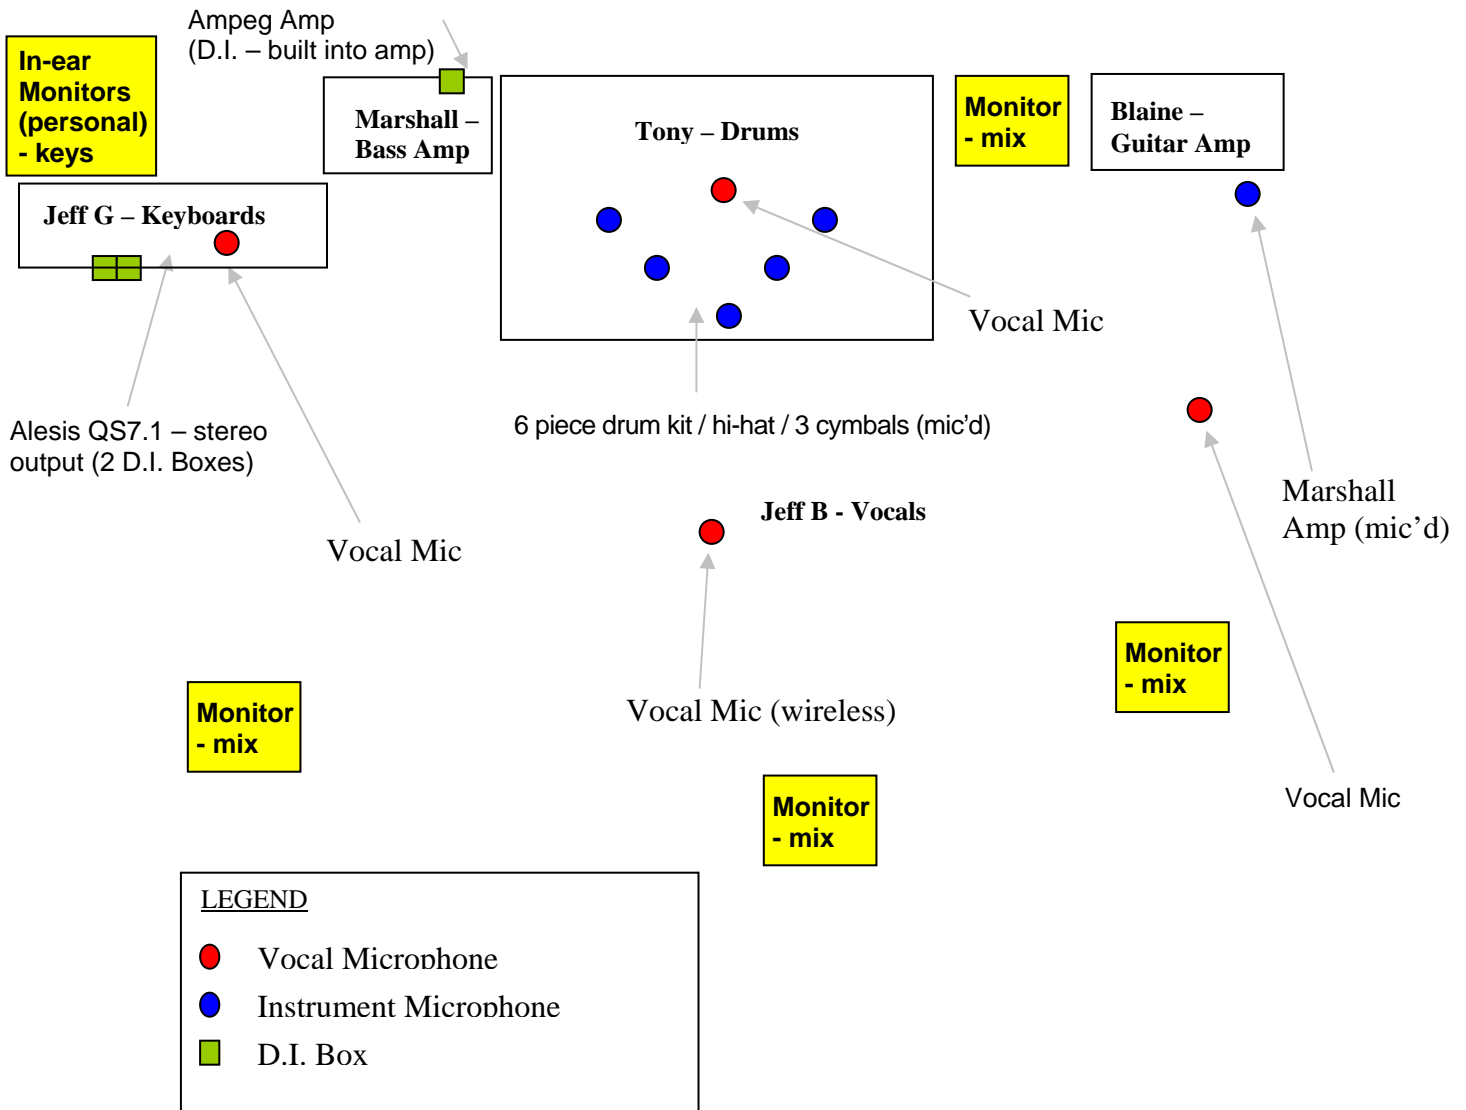 Ampeg Amp
(D.I. – built into amp)
In-ear
Monitors
(personal)
- keys
Marshall –
Bass Amp
Tony – Drums
Monitor
- mix
Blaine –
Guitar Amp
Jeff G – Keyboards
Vocal Mic
Alesis QS7.1 – stereo
output (2 D.I. Boxes)
6 piece drum kit / hi-hat / 3 cymbals (mic’d)
Marshall
Amp (mic’d)
Jeff B - Vocals
Vocal Mic
Monitor
- mix
Vocal Mic (wireless)
Monitor
- mix
Vocal Mic
Monitor
- mix
LEGEND
Vocal Microphone
Instrument Microphone
D.I. Box